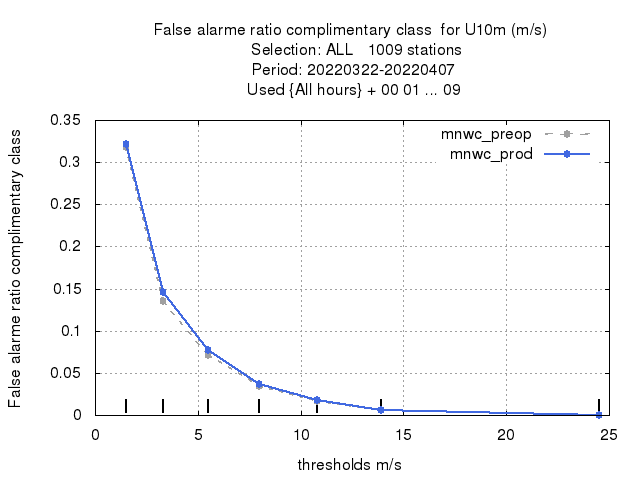 False alarme ratio complimentary class  for U10m (m/s)
Selection: ALL   1009 stations
Period: 20220322-20220407
Used {All hours} + 00 01 ... 09
mnwc_preop
mnwc_prod
False alarme ratio complimentary class
0.35
0.3
0.25
0.2
0.15
0.1
0.05
0
0 5 10 15 20 25
thresholds m/s